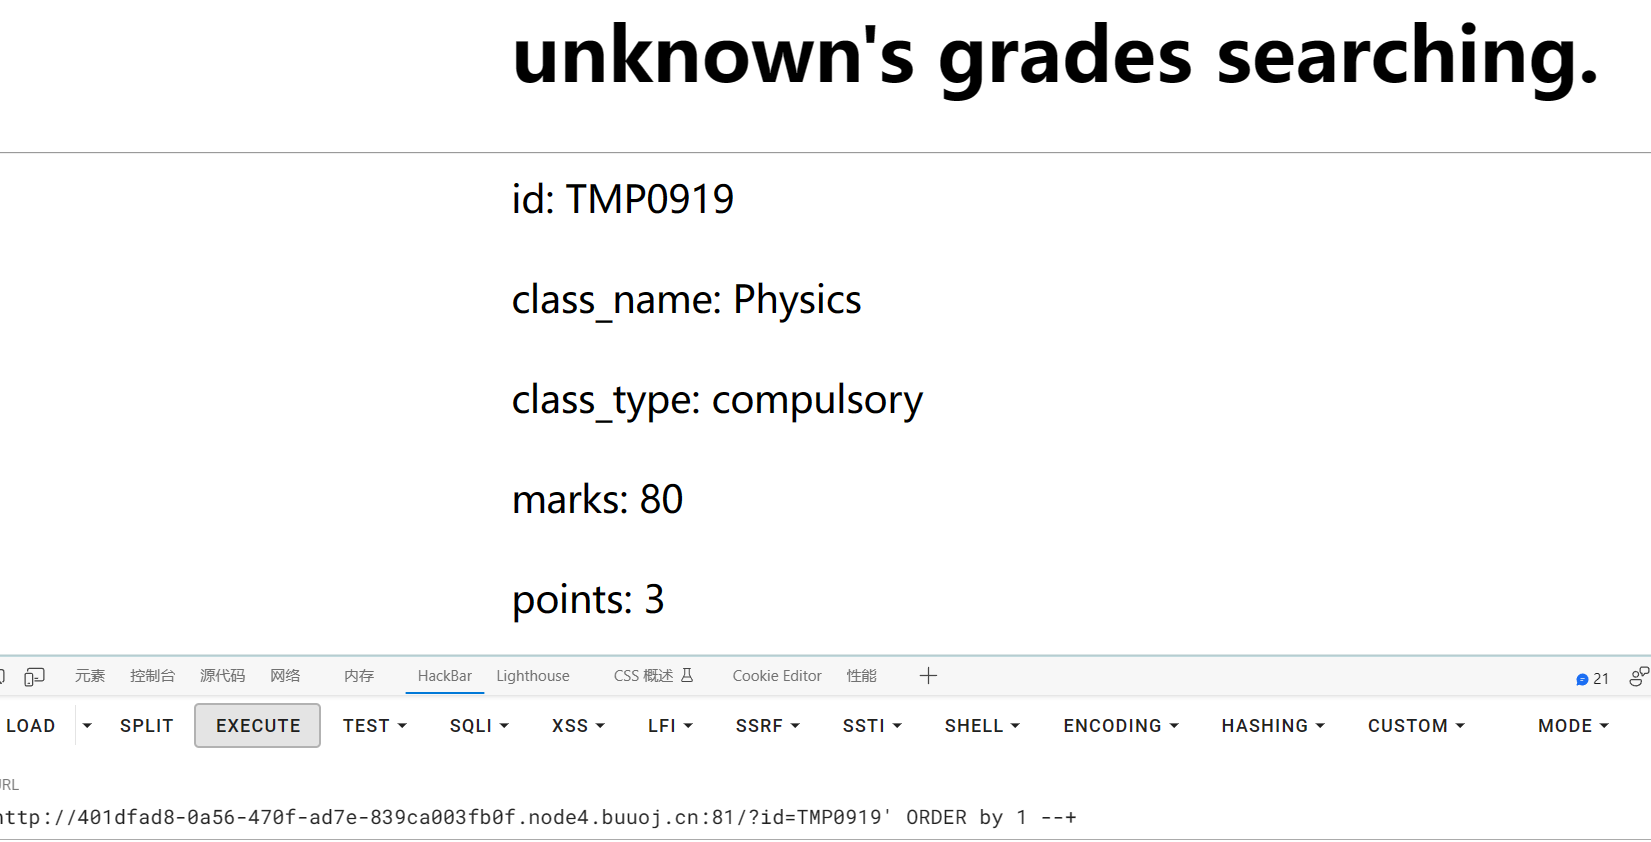 unknown's grades searching.
id: TMP0919
class_name: Physics
class_type: compulsory
marks: 80
points: 3
元素 控制台 源代码 网络 内存 HackBar Lighthouse CSS 概述 Cookie Editor 性能 21
LOAD SPLIT EXECUTE TEST SQLI XSS LFI SSRF SSTI SHELL ENCODING HASHING CUSTOM MODE
URL
http://401dfad8-0a56-470f-ad7e-839ca003fb0f.node4.buuoj.cn:81/?id=TMP0919' ORDER by 1 --+